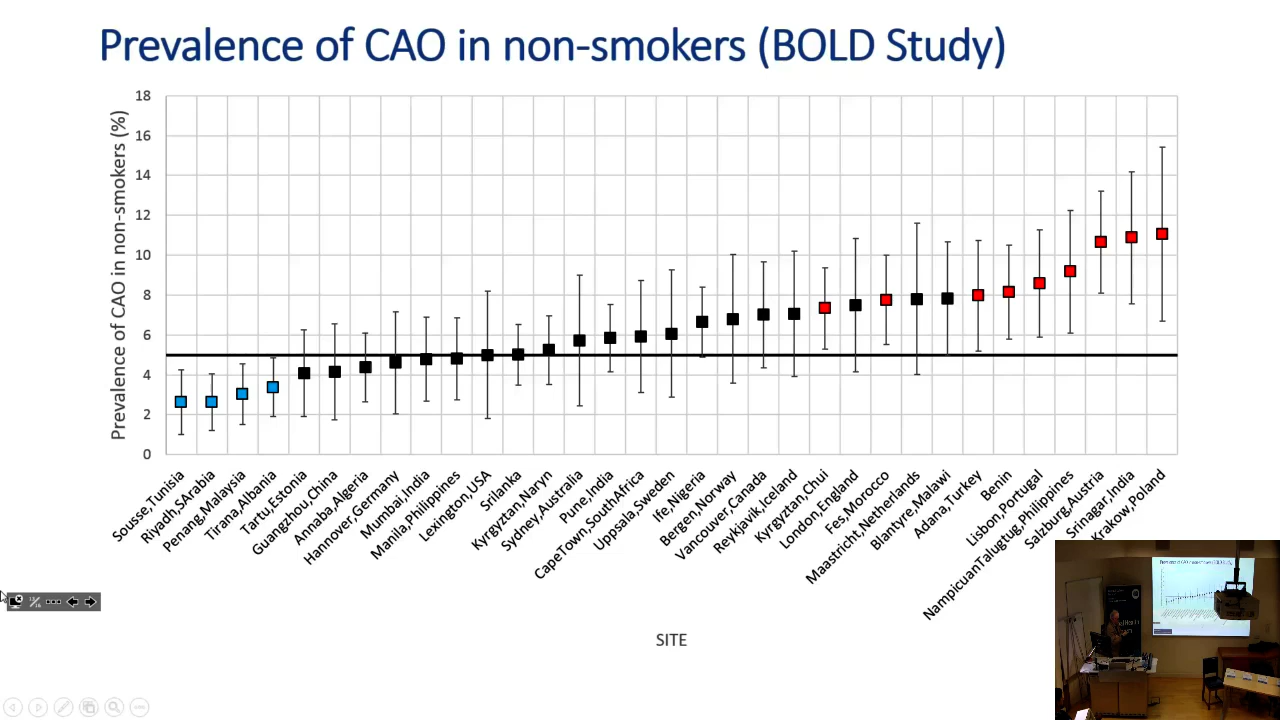 Prevalence of CAO in non-smokers (BOLD Study)
Prevalence of CAO in non-smokers (%)
18
16
14
12
10
8
6
4
2
0
Sousse,Tunisia
Riyadh,SArabia
Penang,Malaysia
Tirana,Albania
Tartu,Estonia
Guangzhou,China
Annaba,Algeria
Hannover,Germany
Mumbai,India
Manila,Philippines
Lexington,USA
Srilanka
Kyrgyztan,Naryn
Sydney,Australia
Pune,India
CapeTown,SouthAfrica
Uppsala,Sweden
Ife,Nigeria
Bergen,Norway
Vancouver,Canada
Reykjavik,Iceland
Kyrgyztan,Chui
London,England
Fes,Morocco
Maastricht,Netherlands
Blantyre,Malawi
Adana,Turkey
Benin
Lisbon,Portugal
NampicuanTalugtug,Philippines
Salzburg,Austria
Srinagar,India
Krakow,Poland
SITE